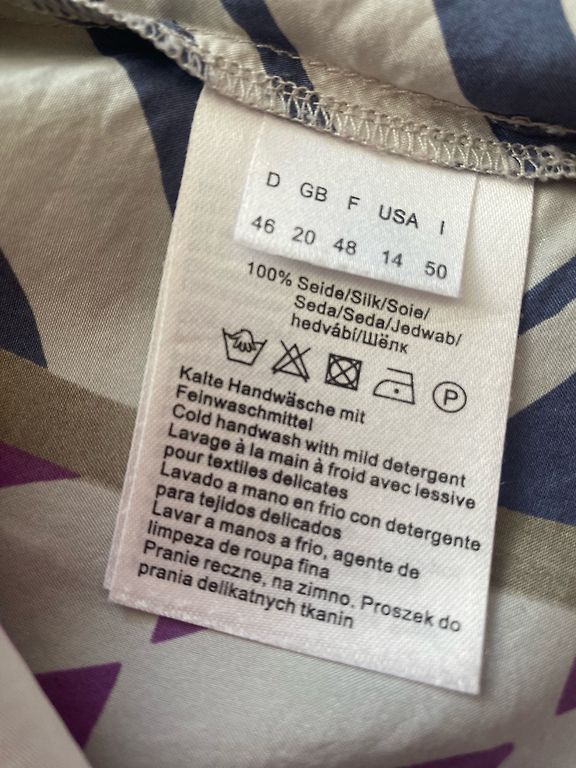 D GB F USA I
46 20 48 14 50
100% Seide/Silk/Soie/
Seda/Seda/Jedwab/
hedvábí/Шёлк
P
Kalte Handwäsche mit
Feinwaschmittel
Cold handwash with mild detergent
Lavage à la main à froid avec lessive
pour textiles delicates
Lavado a mano en frio con detergente
para tejidos delicados
Lavar a manos a frio, agente de
limpeza de roupa fina
Pranie reczne, na zimno. Proszek do
prania delikatnych tkanin